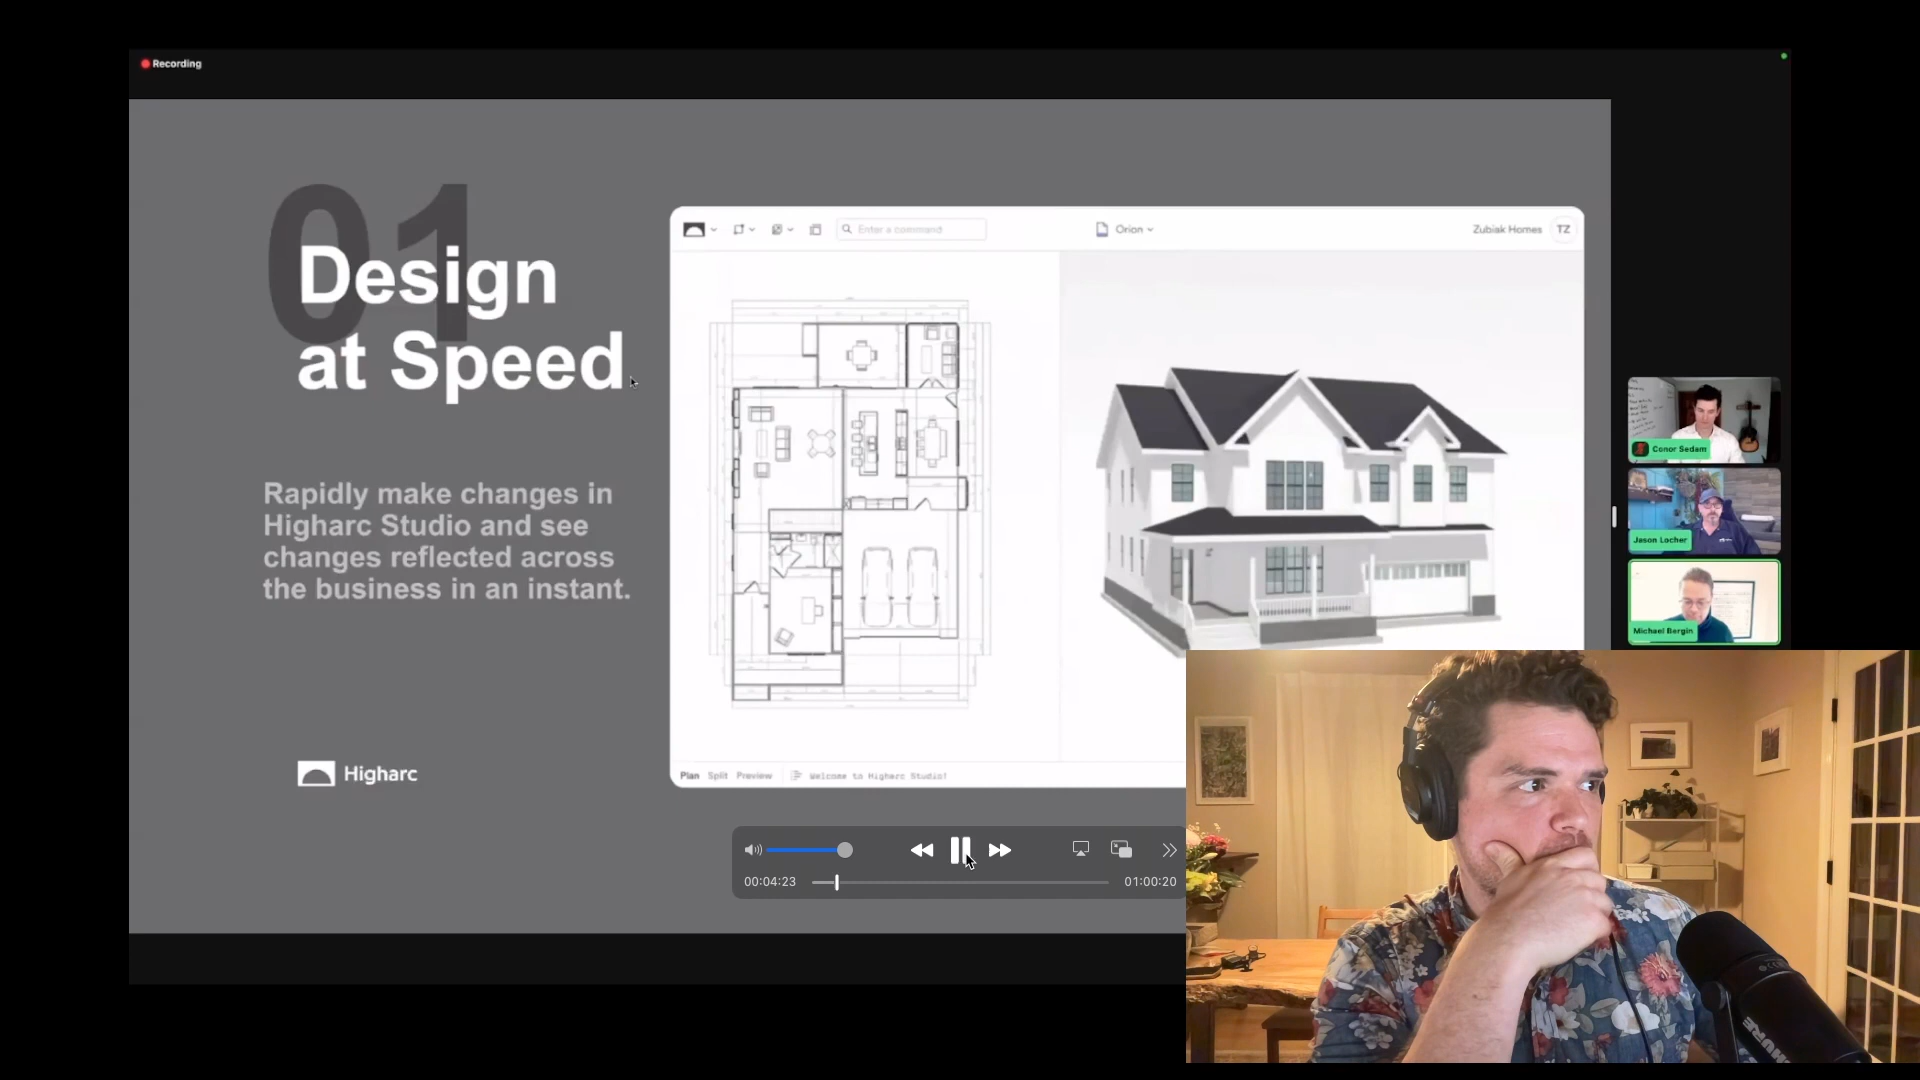 Recording
01
Design
at Speed
Rapidly make changes in
Higharc Studio and see
changes reflected across
the business in an instant.
Higharc
Enter a command
Orion
Zubiak Homes
TZ
Plan Split Preview
Welcome to Higharc Studio!
Conor Sedam
Jason Locher
Michael Bergin
00:04:23
01:00:20
SHURE